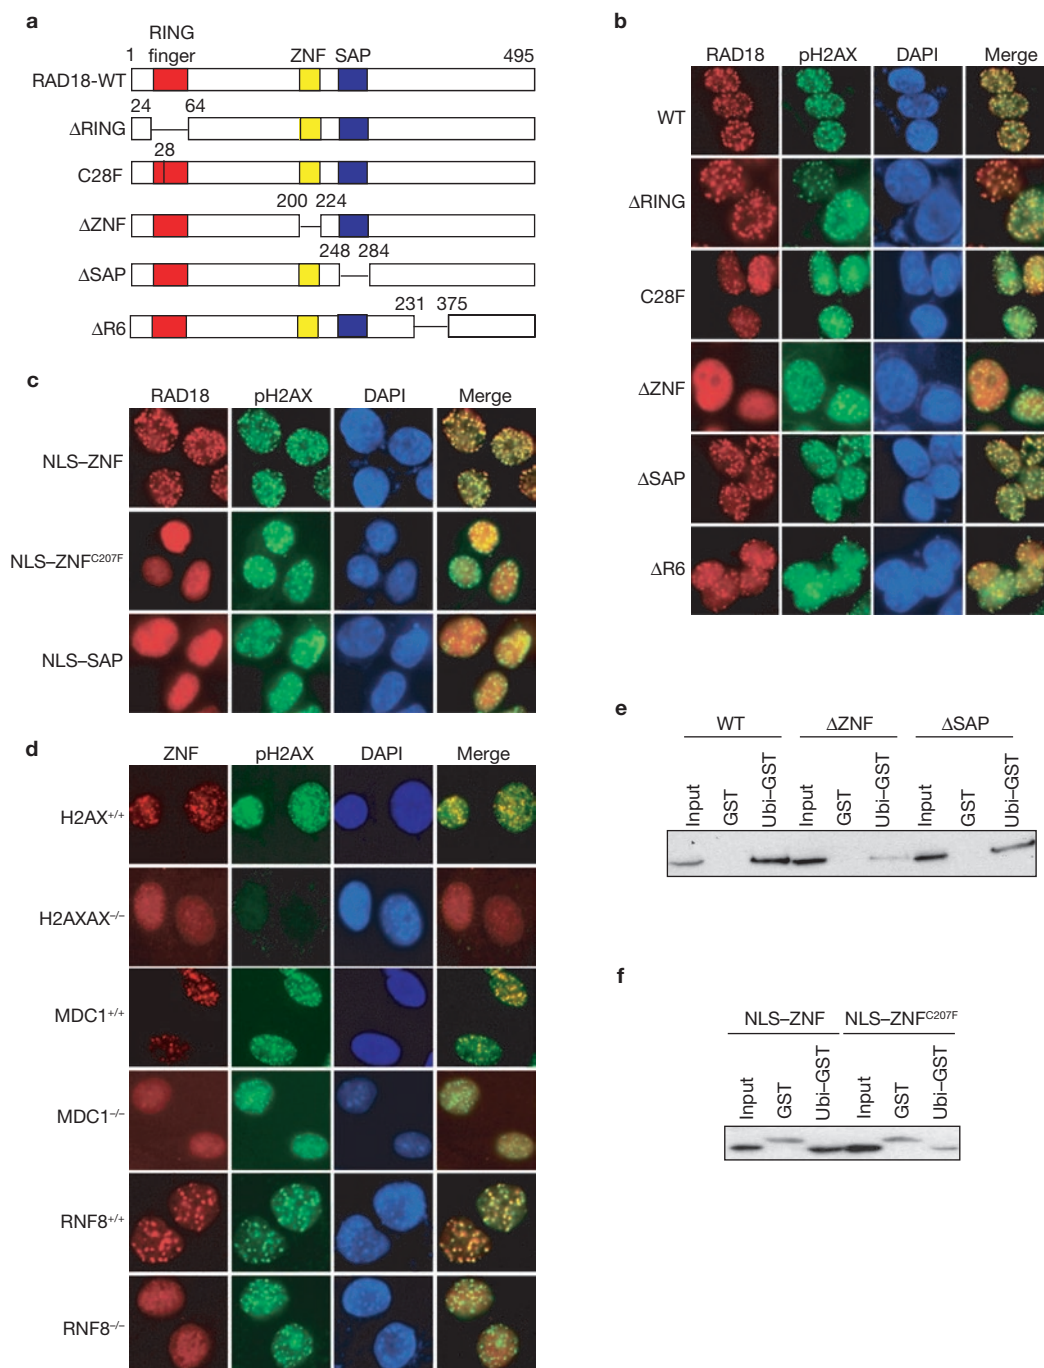 a
RING
finger
1 ZNF SAP 495
RAD18-WT
24 64
ΔRING
28
C28F
200 224
ΔZNF
248 284
ΔSAP
231 375
ΔR6
b
RAD18 pH2AX DAPI Merge
WT
ΔRING
C28F
ΔZNF
ΔSAP
ΔR6
c
RAD18 pH2AX DAPI Merge
NLS–ZNF
NLS–ZNF^C207F
NLS–SAP
d
ZNF pH2AX DAPI Merge
H2AX+/+
H2AXAX–/–
MDC1+/+
MDC1–/–
RNF8+/+
RNF8–/–
e
WT ΔZNF ΔSAP
Input GST Ubi–GST Input GST Ubi–GST Input GST Ubi–GST
f
NLS–ZNF NLS–ZNF^C207F
Input GST Ubi–GST Input GST Ubi–GST